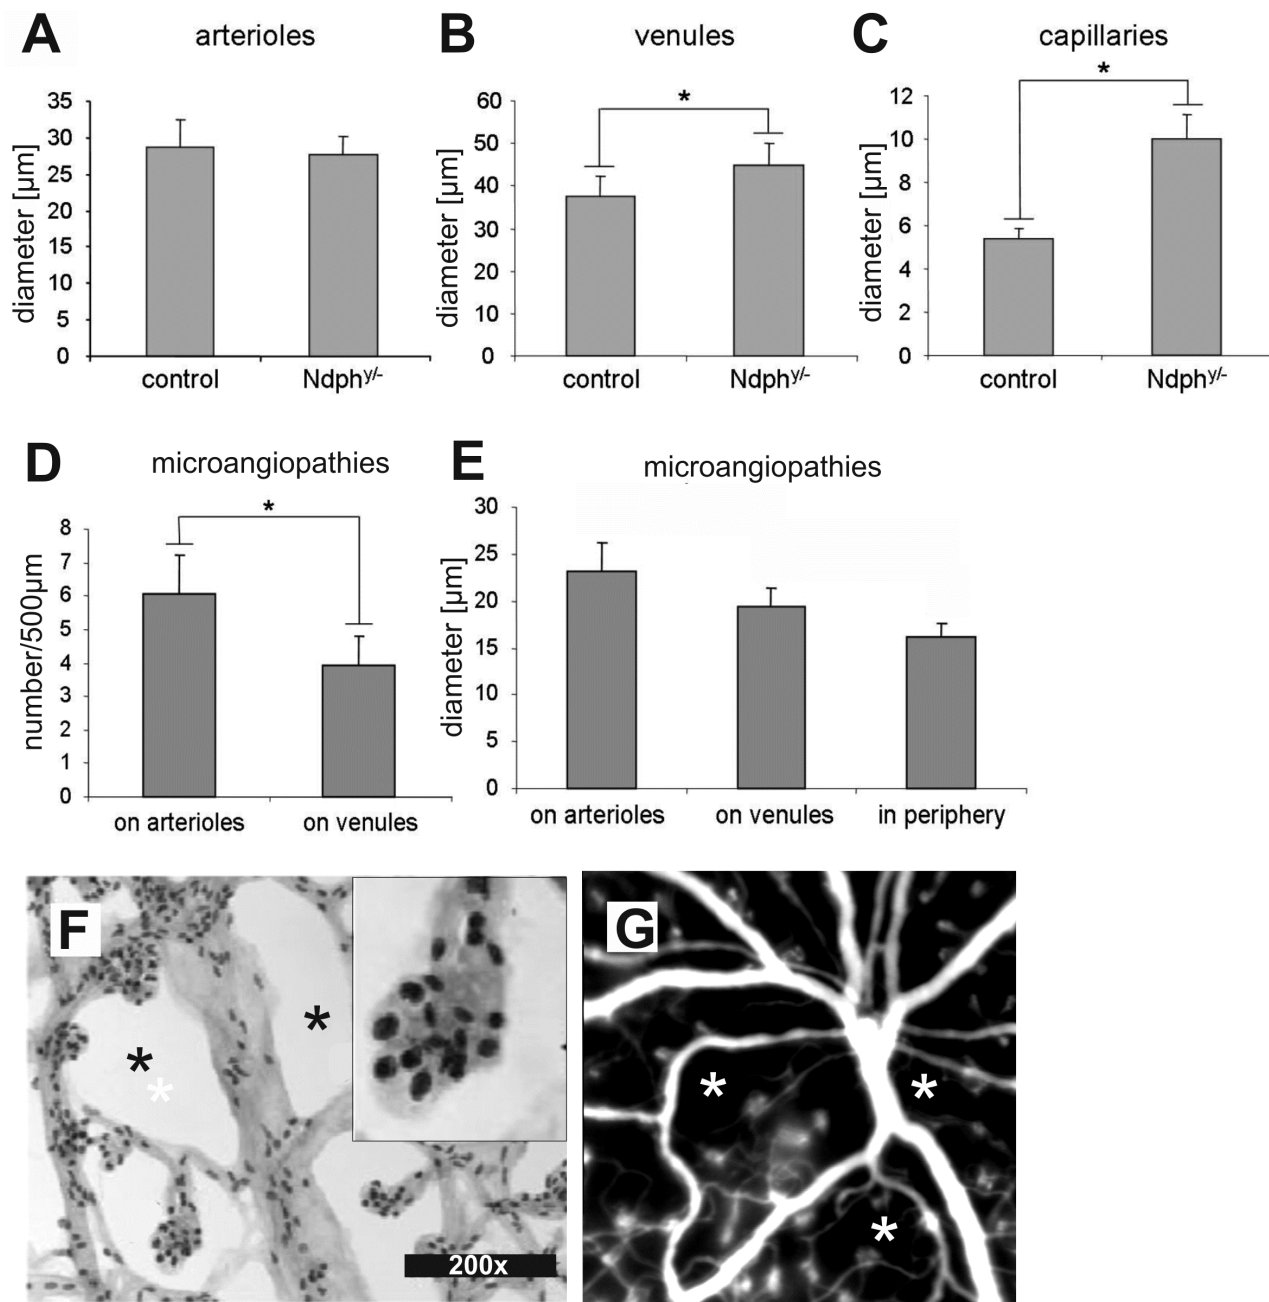 A arterioles
diameter [µm]
35
30
25
20
15
10
5
0
control Ndph^y/-
B venules
diameter [µm]
60
50
40
30
20
10
0
control Ndph^y/-
C capillaries
diameter [µm]
12
10
8
6
4
2
0
control Ndph^y/-
*
*
D microangiopathies
number/500µm
8
7
6
5
4
3
2
1
0
on arterioles on venules
*
E microangiopathies
diameter [µm]
30
25
20
15
10
5
0
on arterioles on venules in periphery
F
*
*
*
200x
G
*
*
*